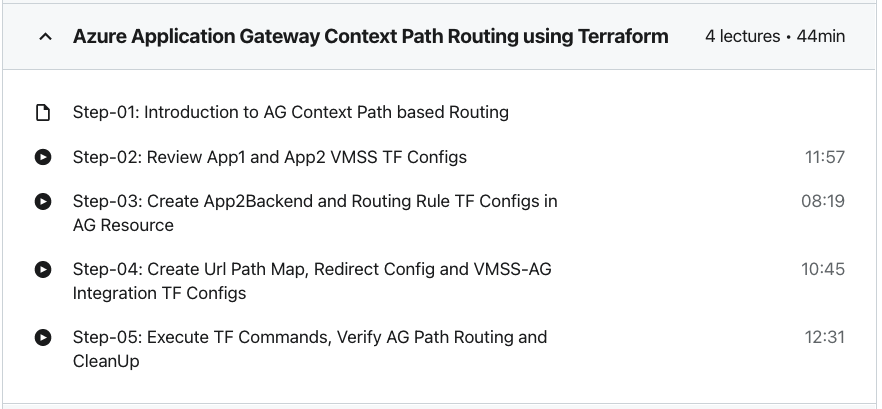 Azure Application Gateway Context Path Routing using Terraform 4 lectures • 44min
Step-01: Introduction to AG Context Path based Routing
Step-02: Review App1 and App2 VMSS TF Configs 11:57
Step-03: Create App2Backend and Routing Rule TF Configs in 08:19
AG Resource
Step-04: Create Url Path Map, Redirect Config and VMSS-AG 10:45
Integration TF Configs
Step-05: Execute TF Commands, Verify AG Path Routing and 12:31
CleanUp